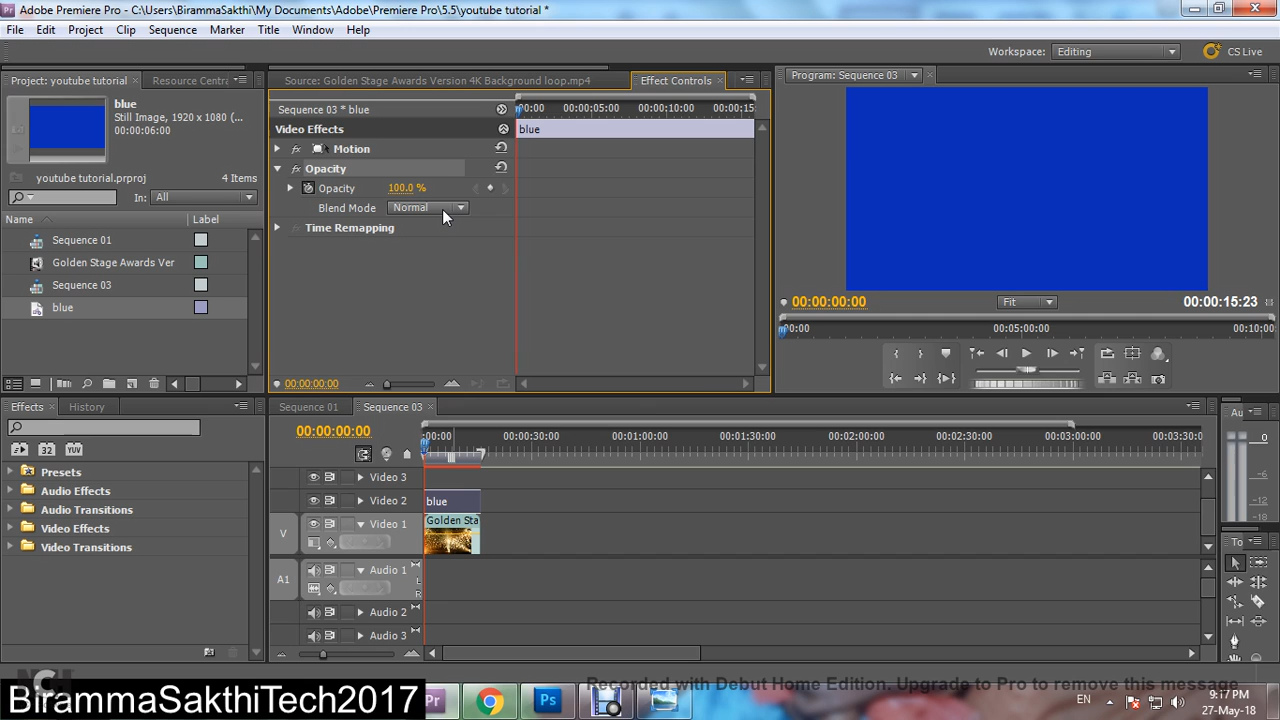 Adobe Premiere Pro - C:\Users\BirammaSakthi\My Documents\Adobe\Premiere Pro\5.5\youtube tutorial *
File Edit Project Clip Sequence Marker Title Window Help
Workspace: Editing CS Live
Project: youtube tutorial × Resource Centra
blue
Still Image, 1920 x 1080 (...
00:00:06:00
youtube tutorial.prproj 4 Items
In: All
Name Label
Sequence 01
Golden Stage Awards Ver
Sequence 03
blue
Source: Golden Stage Awards Version 4K Background loop.mp4 Effect Controls ×
Sequence 03 * blue
00:00 00:00:05:00 00:00:10:00 00:00:15:
Video Effects
blue
fx Motion
fx Opacity
Opacity 100.0 %
Blend Mode Normal
Time Remapping
00:00:00:00
Program: Sequence 03 ×
00:00:00:00 Fit 00:00:15:23
00:00 00:05:00:00 00:10:00
Effects × History
32 YUV
Presets
Audio Effects
Audio Transitions
Video Effects
Video Transitions
Sequence 01 Sequence 03 ×
00:00:00:00
:00:00 00:00:30:00 00:01:00:00 00:01:30:00 00:02:00:00 00:02:30:00 00:03:00:00 00:03:30:0
Video 3
Video 2
blue
V Video 1
Golden Sta
A1 Audio 1
L
R
Audio 2
Audio 3
Au
0
-6
-12
-18
To
Recorded with Debut Home Edition. Upgrade to Pro to remove this message
BirammaSakthiTech2017
Pr Ps
EN
9:17 PM
27-May-18